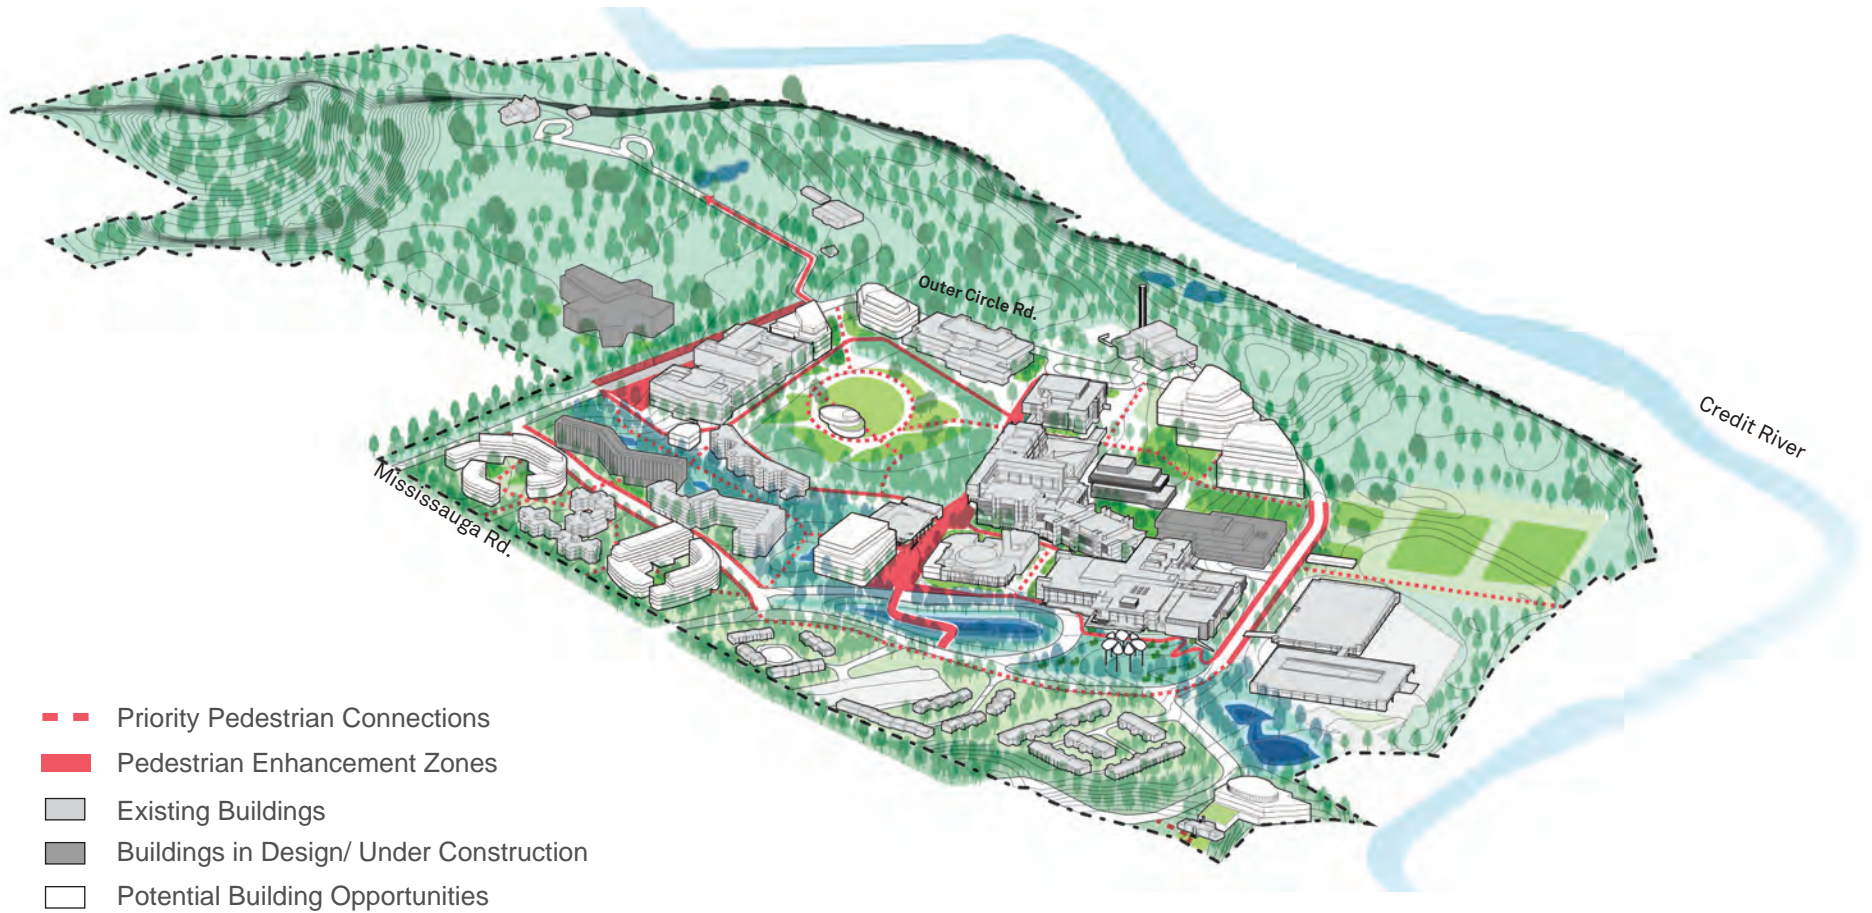 Outer Circle Rd.
Credit River
Mississauga Rd.
Priority Pedestrian Connections
Pedestrian Enhancement Zones
Existing Buildings
Buildings in Design/ Under Construction
Potential Building Opportunities